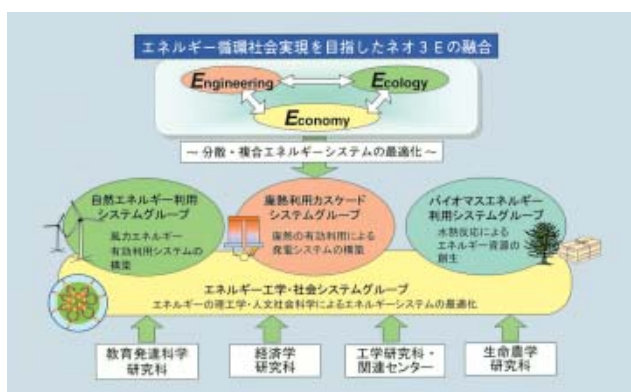 エネルギー循環社会実現を目指したネオ3Eの融合
Engineering
Ecology
Economy
～分散・複合エネルギーシステムの最適化～
自然エネルギー利用
システムグループ
風力エネルギー
有効利用システムの
構築
廃熱利用カスケード
システムグループ
廃熱の有効利用による
発電システムの構築
バイオマスエネルギー
利用システムグループ
水熱反応による
エネルギー資源の
創生
エネルギー工学・社会システムグループ
エネルギーの理工学・人文社会科学によるエネルギーシステムの最適化
教育発達科学
研究科
経済学
研究科
工学研究科・
関連センター
生命農学
研究科